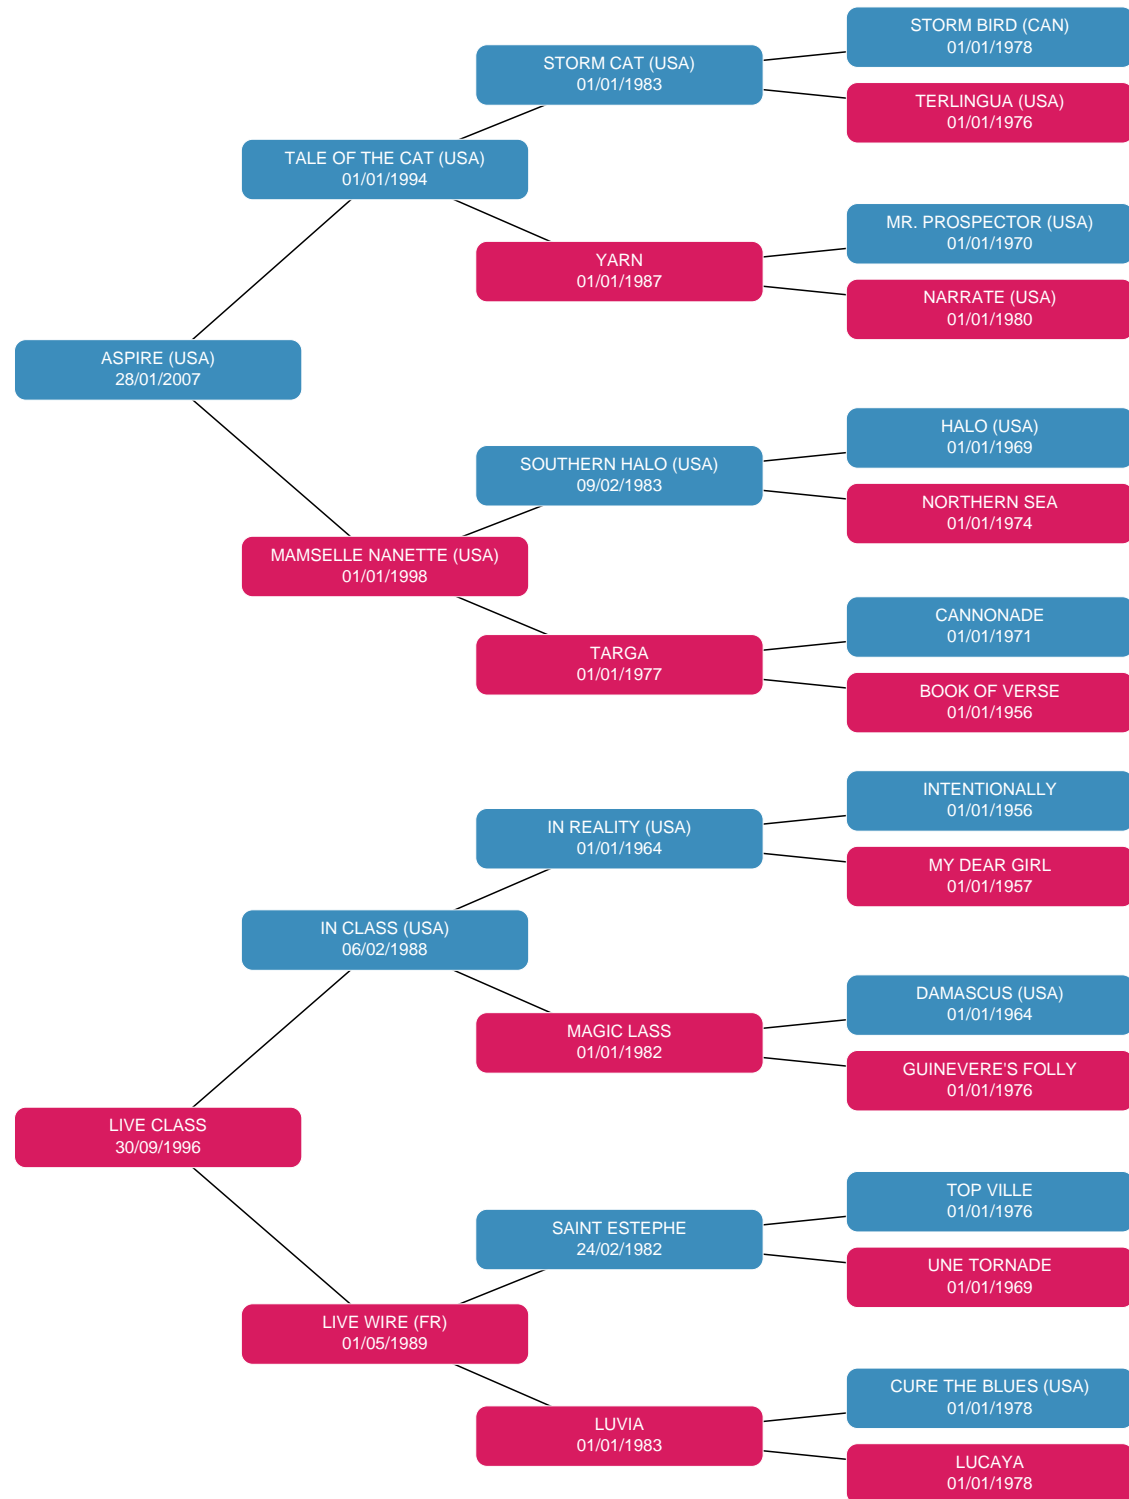 STORM BIRD (CAN)
01/01/1978
STORM CAT (USA)
01/01/1983
TERLINGUA (USA)
01/01/1976
TALE OF THE CAT (USA)
01/01/1994
MR. PROSPECTOR (USA)
01/01/1970
YARN
01/01/1987
NARRATE (USA)
01/01/1980
ASPIRE (USA)
28/01/2007
HALO (USA)
01/01/1969
SOUTHERN HALO (USA)
09/02/1983
NORTHERN SEA
01/01/1974
MAMSELLE NANETTE (USA)
01/01/1998
CANNONADE
01/01/1971
TARGA
01/01/1977
BOOK OF VERSE
01/01/1956
INTENTIONALLY
01/01/1956
IN REALITY (USA)
01/01/1964
MY DEAR GIRL
01/01/1957
IN CLASS (USA)
06/02/1988
DAMASCUS (USA)
01/01/1964
MAGIC LASS
01/01/1982
GUINEVERE'S FOLLY
01/01/1976
LIVE CLASS
30/09/1996
TOP VILLE
01/01/1976
SAINT ESTEPHE
24/02/1982
UNE TORNADE
01/01/1969
LIVE WIRE (FR)
01/05/1989
CURE THE BLUES (USA)
01/01/1978
LUVIA
01/01/1983
LUCAYA
01/01/1978